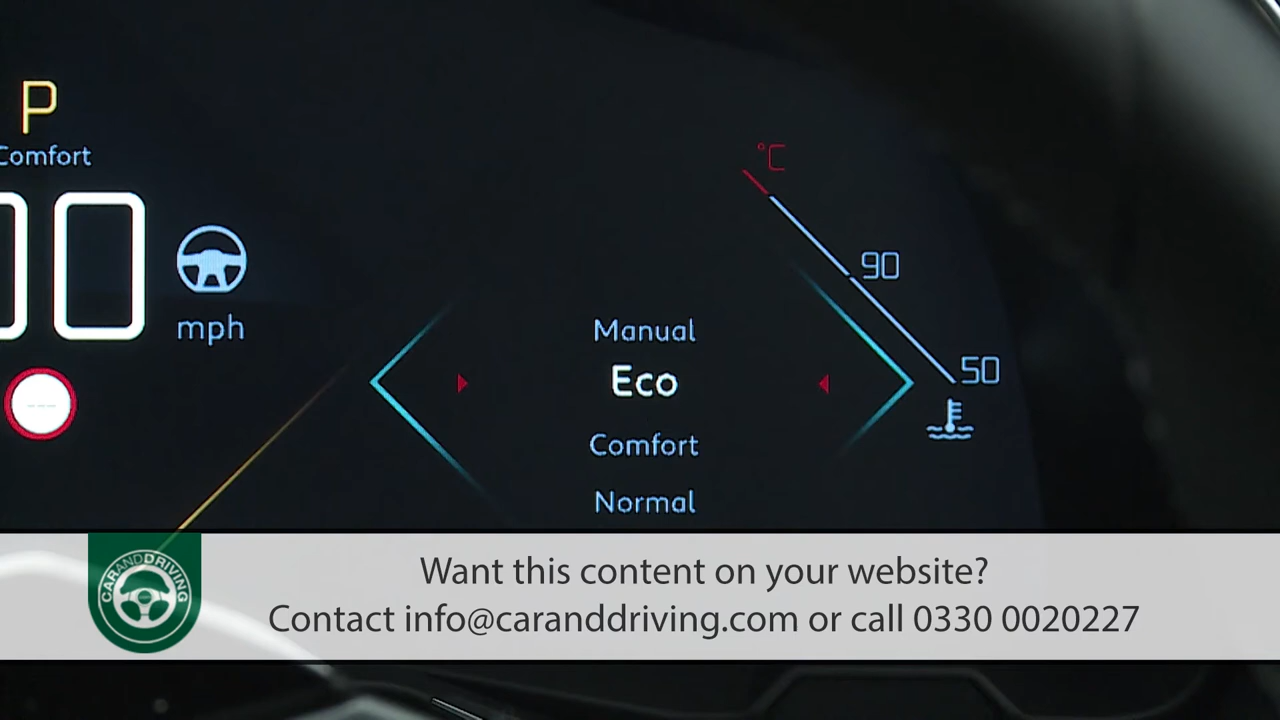 P
Comfort
0
mph
---
°C
90
50
Manual
Eco
Comfort
Normal
CARANDDRIVING
Want this content on your website?
Contact info@caranddriving.com or call 0330 0020227